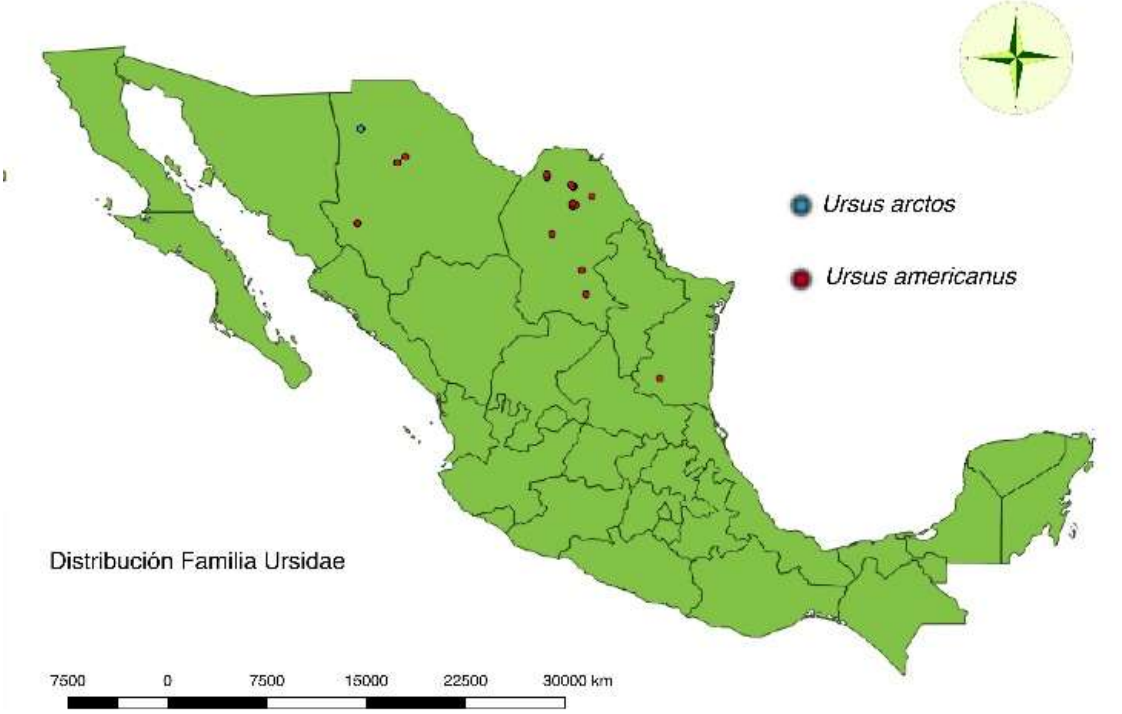 Ursus arctos
Ursus americanus
Distribución Familia Ursidae
7500 0 7500 15000 22500 30000 km